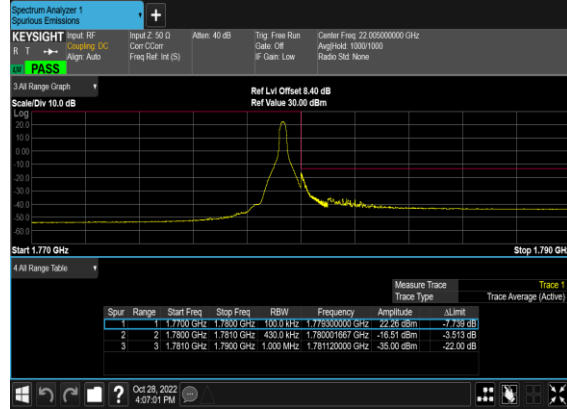 Spectrum Analyzer 1
Spurious Emissions
KEYSIGHT Input: RF Input Z: 50 Ω Atten: 40 dB Trig: Free Run Center Freq: 22.005000000 GHz
R T Coupling: DC Corr CCorr Gate: Off Avg|Hold: 1000/1000
Align: Auto Freq Ref: Int (S) IF Gain: Low Radio Std: None
PASS
3 All Range Graph
Ref Lvl Offset 8.40 dB
Scale/Div 10.0 dB Ref Value 30.00 dBm
Log
20.0
10.0
0.00
-10.0
-20.0
-30.0
-40.0
-50.0
-60.0
Start 1.770 GHz Stop 1.790 GHz
4 All Range Table
Measure Trace Trace 1
Trace Type Trace Average (Active)
Spur Range Start Freq Stop Freq RBW Frequency Amplitude ΔLimit
1 1 1.7700 GHz 1.7800 GHz 100.0 kHz 1.779300000 GHz 22.26 dBm -7.739 dB
2 2 1.7800 GHz 1.7810 GHz 430.0 kHz 1.780001667 GHz -16.51 dBm -3.513 dB
3 3 1.7810 GHz 1.7900 GHz 1.000 MHz 1.781120000 GHz -35.00 dBm -22.00 dB
? Oct 28, 2022
4:07:01 PM